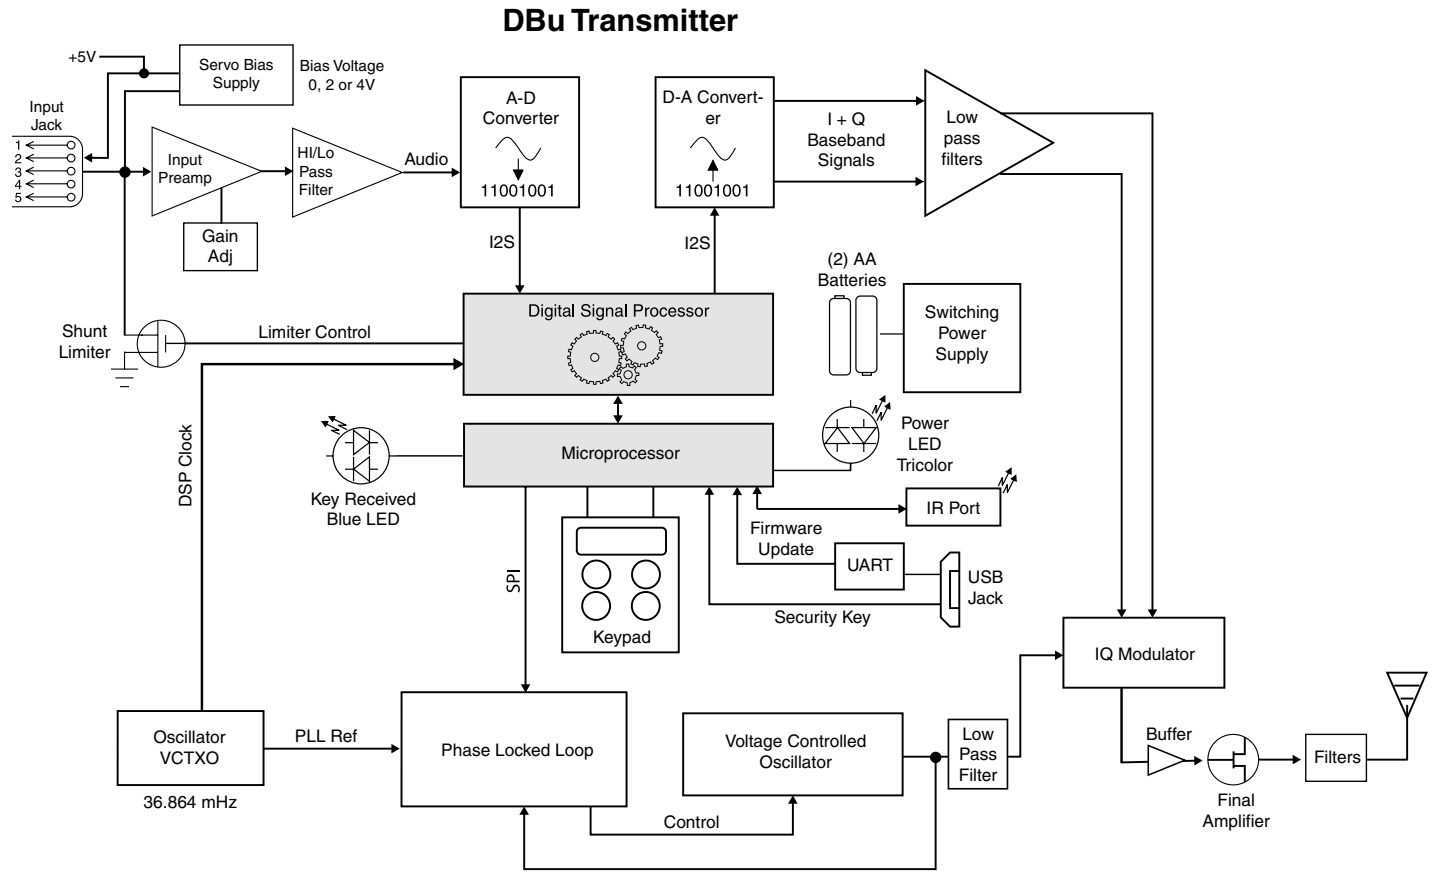 DBu Transmitter
+5V
Servo Bias
Supply
Bias Voltage
0, 2 or 4V
Input
Jack
1
2
3
4
5
Input
Preamp
HI/Lo
Pass
Filter
Audio
A-D
Converter
11001001
D-A Convert-
er
11001001
I + Q
Baseband
Signals
Low
pass
filters
Gain
Adj
I2S
I2S
(2) AA
Batteries
Switching
Power
Supply
Shunt
Limiter
Limiter Control
Digital Signal Processor
DSP Clock
Key Received
Blue LED
Microprocessor
Power
LED
Tricolor
IR Port
Firmware
Update
UART
USB
Jack
Security Key
SPI
Keypad
IQ Modulator
Oscillator
VCTXO
36.864 mHz
PLL Ref
Phase Locked Loop
Control
Voltage Controlled
Oscillator
Low
Pass
Filter
Buffer
Final
Amplifier
Filters